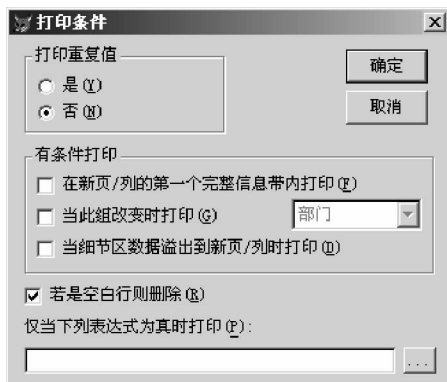 打印条件
打印重复值
是(Y)
否(N)
确定
取消
有条件打印
在新页/列的第一个完整信息带内打印(F)
当此组改变时打印(G)
部门
当细节区数据溢出到新页/列时打印(D)
若是空白行则删除(R)
仅当下列表达式为真时打印(P):
...